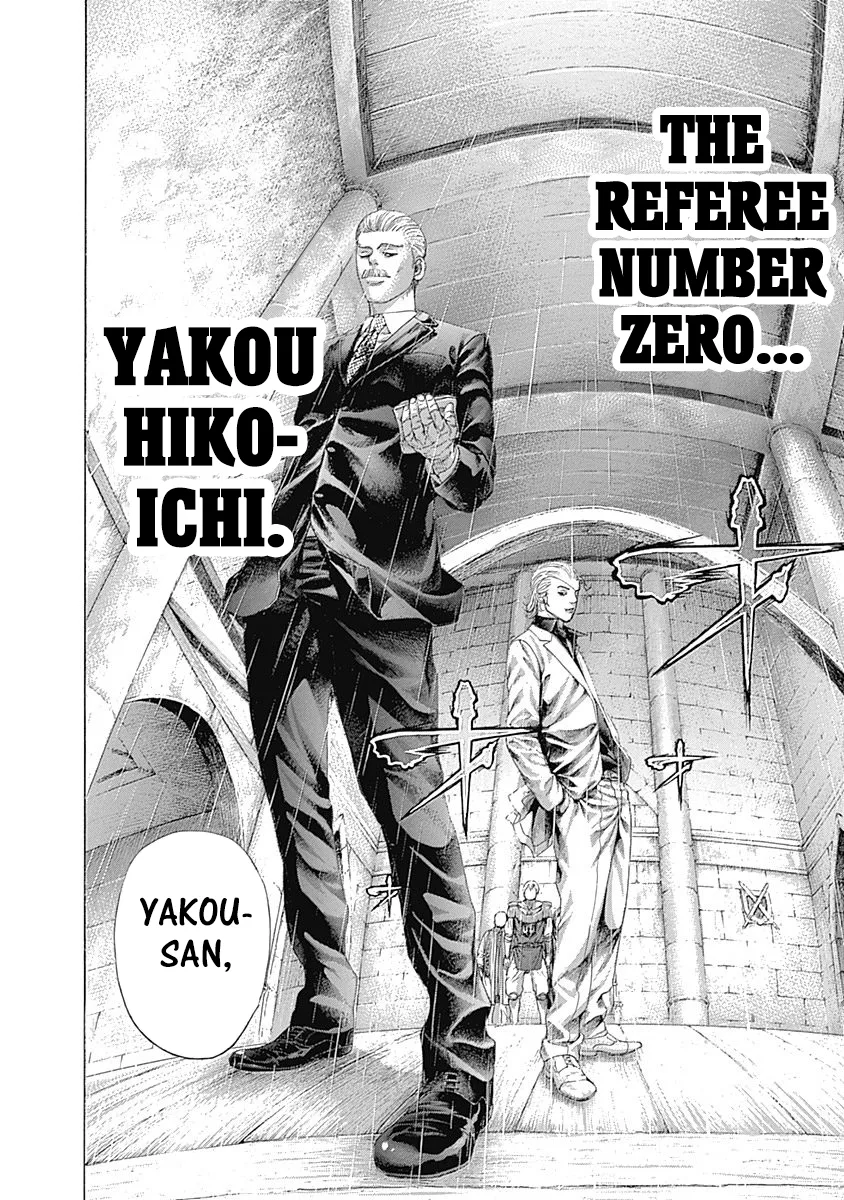 THE
REFEREE
NUMBER
ZERO...
YAKOU
HIKO-
ICHI.
YAKOU-
SAN,